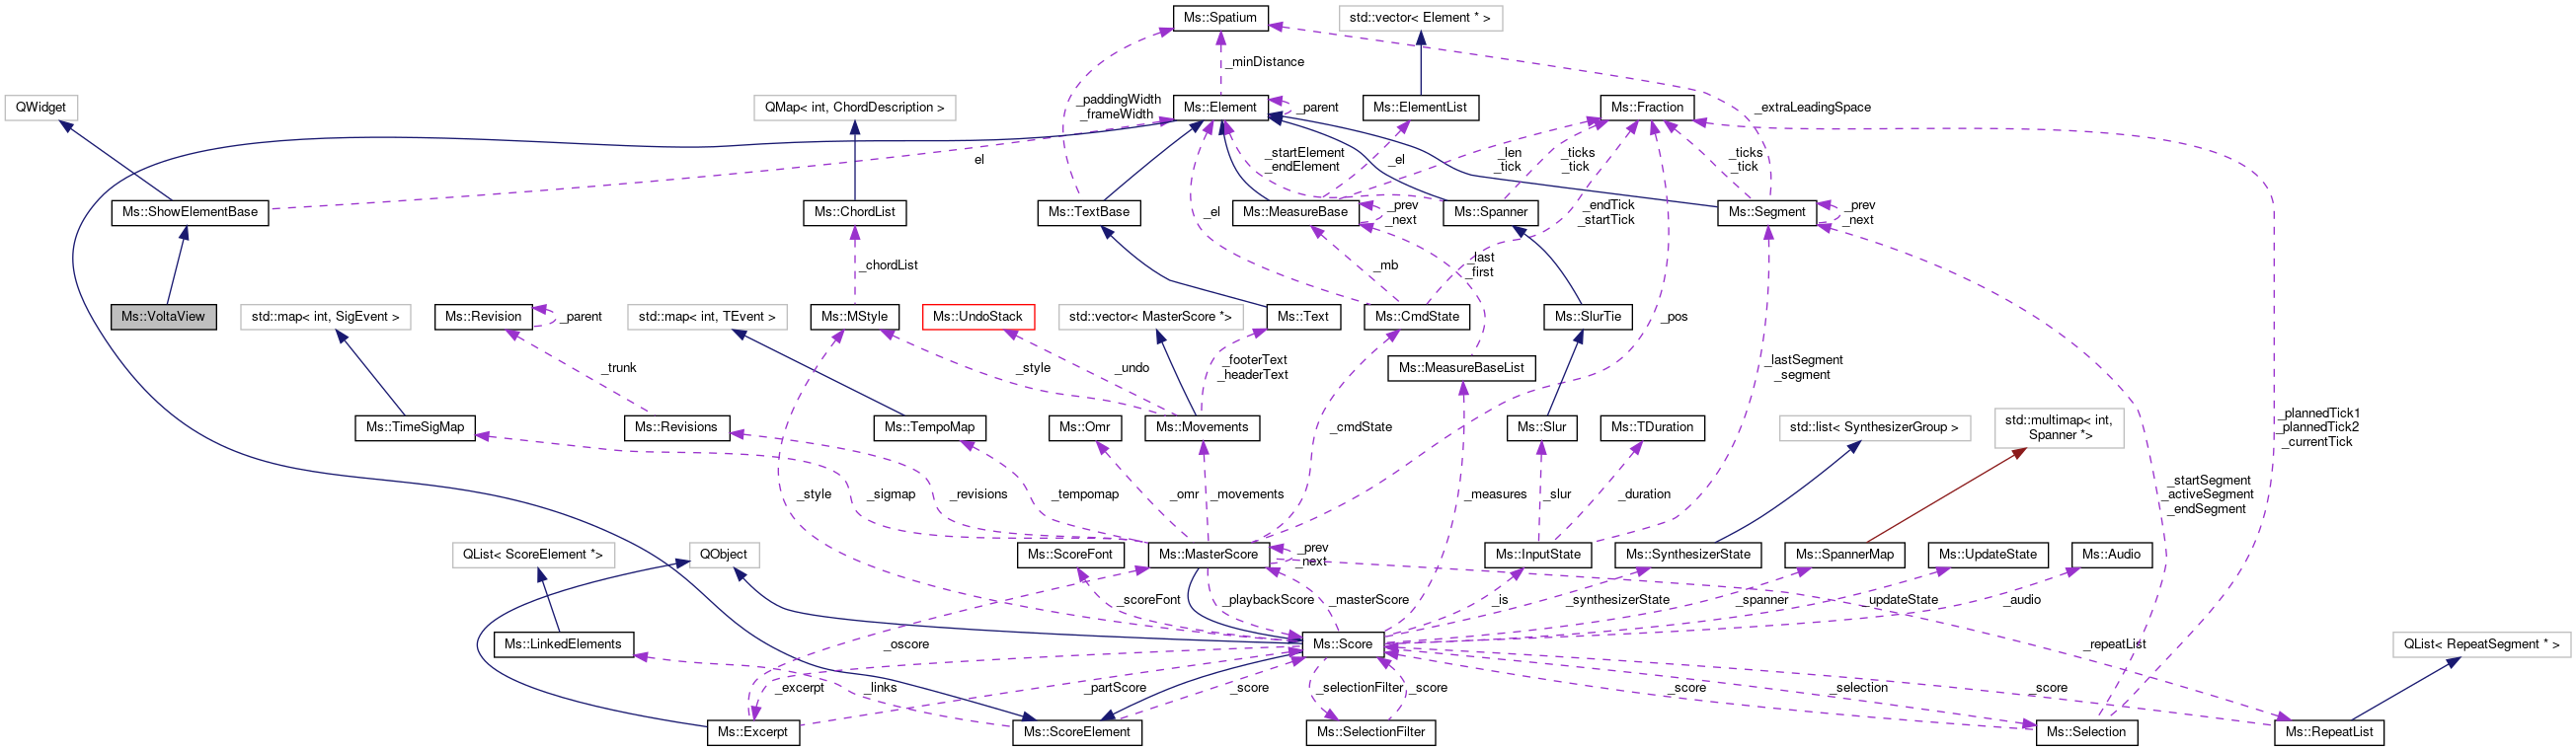 Ms::Spatium
std::vector< Element * >
_minDistance
QWidget
QMap< int, ChordDescription >
_paddingWidth
_frameWidth
Ms::Element
_parent
Ms::ElementList
Ms::Fraction
_extraLeadingSpace
el
_startElement
_endElement
_el
_len
_tick
_ticks
_tick
_ticks
_tick
Ms::ShowElementBase
Ms::ChordList
Ms::TextBase
_el
Ms::MeasureBase
_prev
_next
Ms::Spanner
_endTick
_startTick
Ms::Segment
_prev
_next
_chordList
_mb
_last
_first
Ms::VoltaView
std::map< int, SigEvent >
Ms::Revision
_parent
std::map< int, TEvent >
Ms::MStyle
Ms::UndoStack
std::vector< MasterScore *>
Ms::Text
Ms::CmdState
Ms::SlurTie
_pos
_trunk
_style
_undo
_footerText
_headerText
Ms::MeasureBaseList
_lastSegment
_segment
Ms::TimeSigMap
Ms::Revisions
Ms::TempoMap
Ms::Omr
Ms::Movements
_cmdState
Ms::Slur
Ms::TDuration
std::list< SynthesizerGroup >
std::multimap< int,
Spanner *>
_plannedTick1
_plannedTick2
_currentTick
_style
_sigmap
_revisions
_tempomap
_omr
_movements
_measures
_slur
_duration
_startSegment
_activeSegment
_endSegment
QList< ScoreElement *>
QObject
Ms::ScoreFont
Ms::MasterScore
_prev
_next
Ms::InputState
Ms::SynthesizerState
Ms::SpannerMap
Ms::UpdateState
Ms::Audio
_scoreFont
_playbackScore
_masterScore
_is
_synthesizerState
_spanner
_updateState
_audio
Ms::LinkedElements
_oscore
Ms::Score
_repeatList
QList< RepeatSegment * >
_excerpt
_links
_partScore
_score
_selectionFilter
_score
_score
_selection
_score
Ms::Excerpt
Ms::ScoreElement
Ms::SelectionFilter
Ms::Selection
Ms::RepeatList